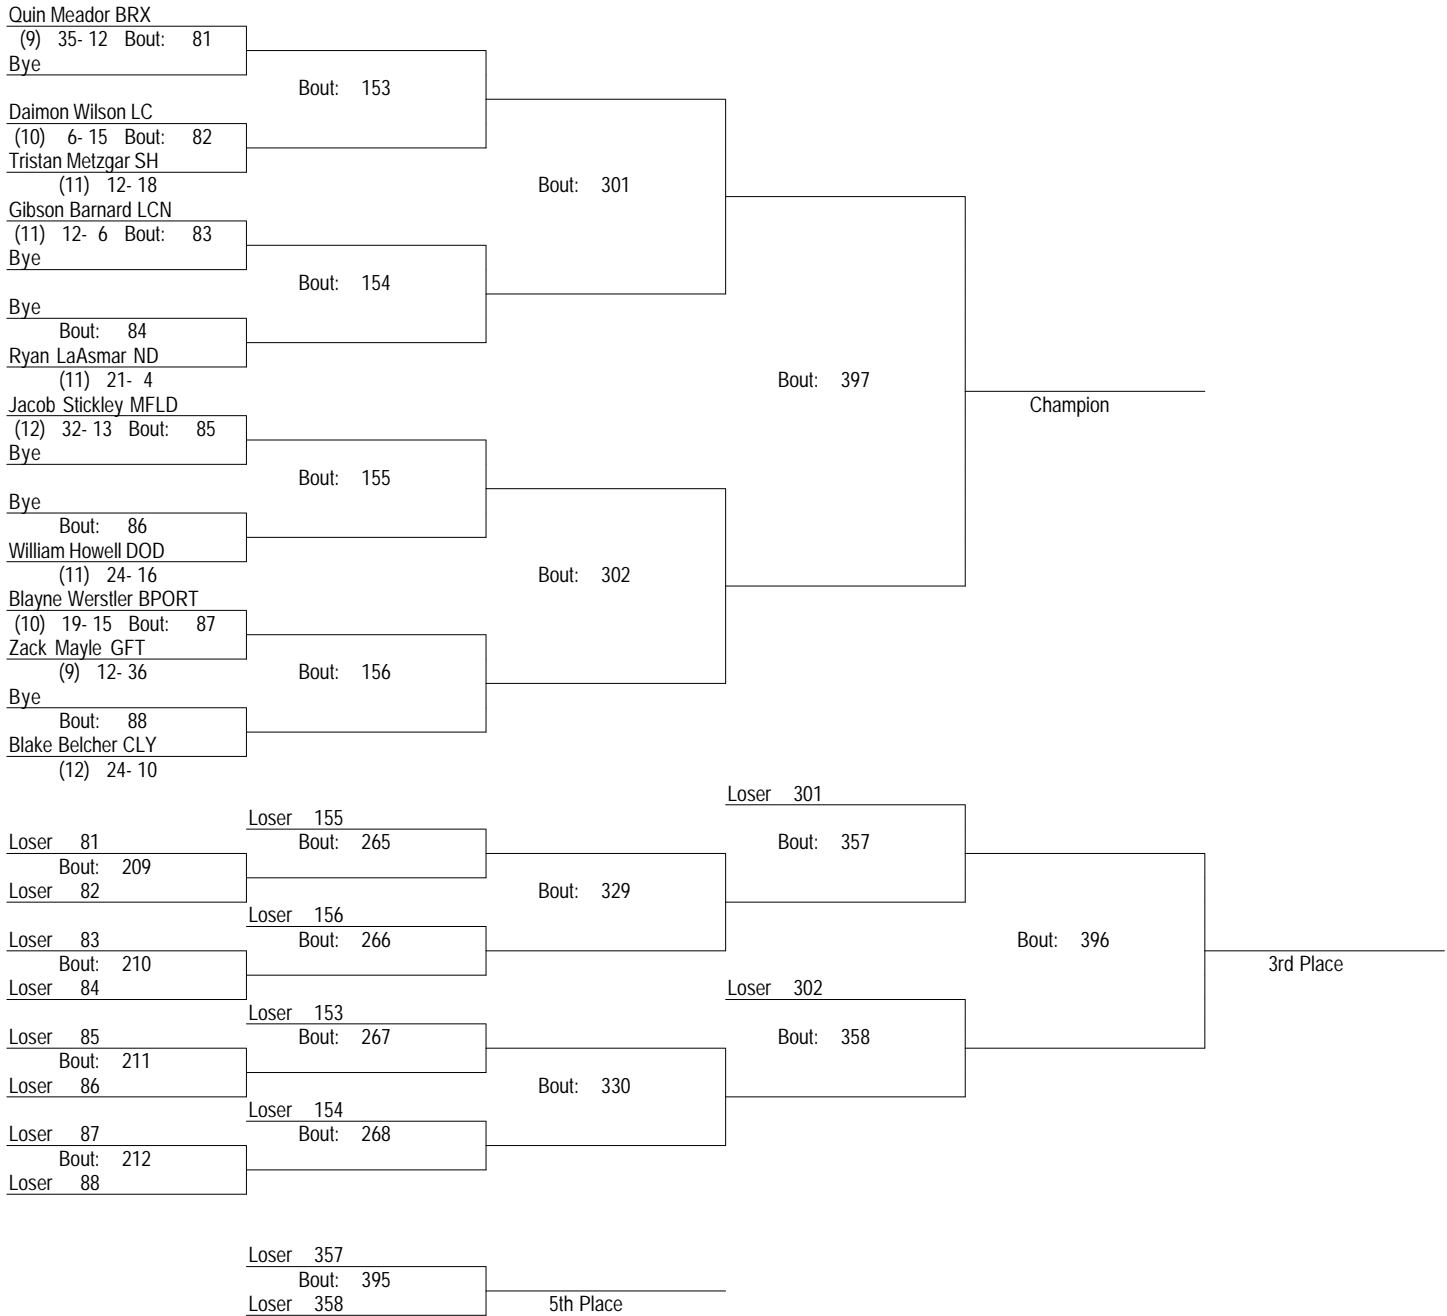 Quin Meador BRX
(9) 35- 12 Bout: 81
Bye
Bout: 153
Daimon Wilson LC
(10) 6- 15 Bout: 82
Tristan Metzgar SH
(11) 12- 18
Bout: 301
Gibson Barnard LCN
(11) 12- 6 Bout: 83
Bye
Bout: 154
Bye
Bout: 84
Ryan LaAsmar ND
(11) 21- 4
Bout: 397
Champion
Jacob Stickley MFLD
(12) 32- 13 Bout: 85
Bye
Bout: 155
Bye
Bout: 86
William Howell DOD
(11) 24- 16
Bout: 302
Blayne Werstler BPORT
(10) 19- 15 Bout: 87
Zack Mayle GFT
(9) 12- 36
Bout: 156
Bye
Bout: 88
Blake Belcher CLY
(12) 24- 10
Loser 301
Loser 155
Loser 81
Bout: 265
Bout: 357
Bout: 209
Loser 82
Bout: 329
Loser 156
Loser 83
Bout: 266
Bout: 396
Bout: 210
3rd Place
Loser 84
Loser 302
Loser 153
Loser 85
Bout: 267
Bout: 358
Bout: 211
Loser 86
Bout: 330
Loser 154
Loser 87
Bout: 268
Bout: 212
Loser 88
Loser 357
Bout: 395
Loser 358
5th Place